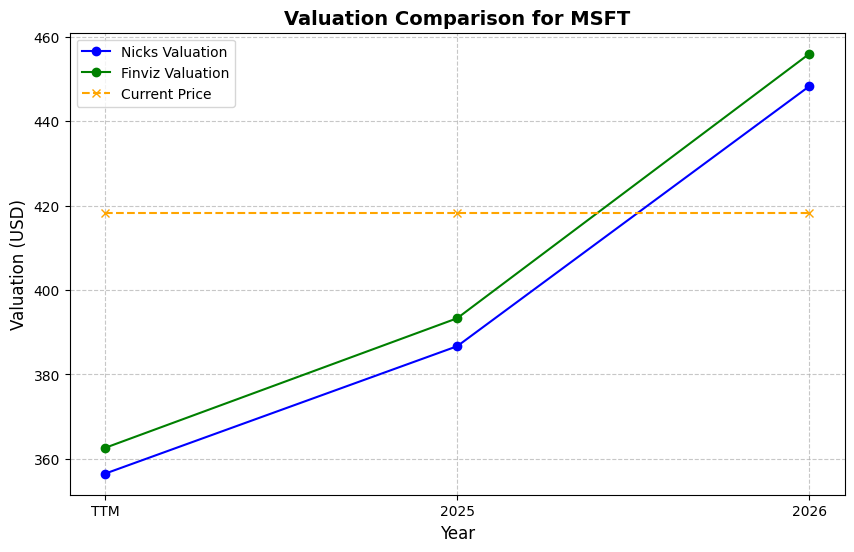 Valuation Comparison for MSFT
Nicks Valuation
Finviz Valuation
Current Price
460
440
420
400
380
360
Valuation (USD)
TTM
2025
2026
Year